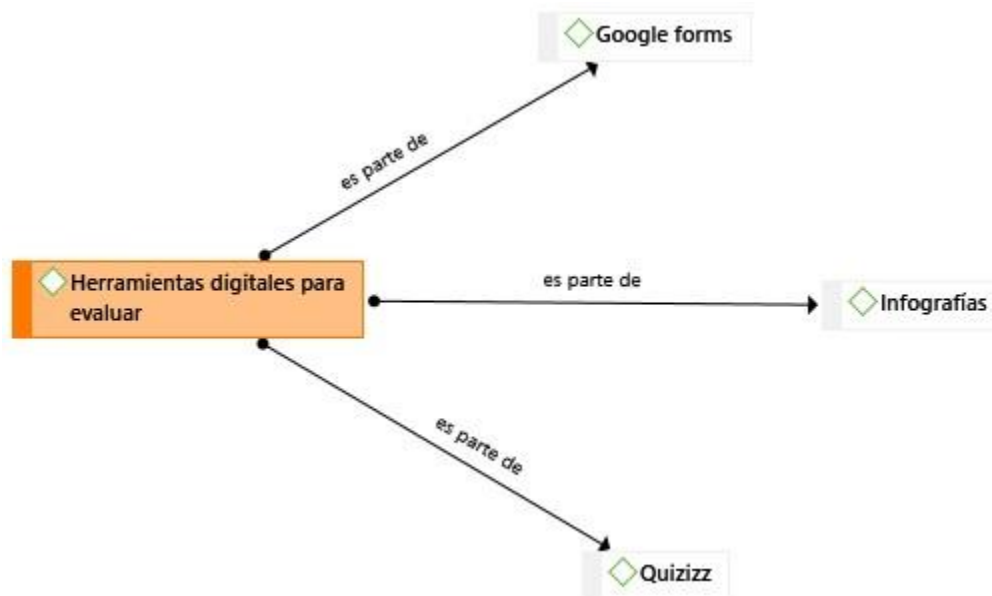 Google forms
es parte de
Herramientas digitales para
evaluar
es parte de
Infografías
es parte de
Quizizz